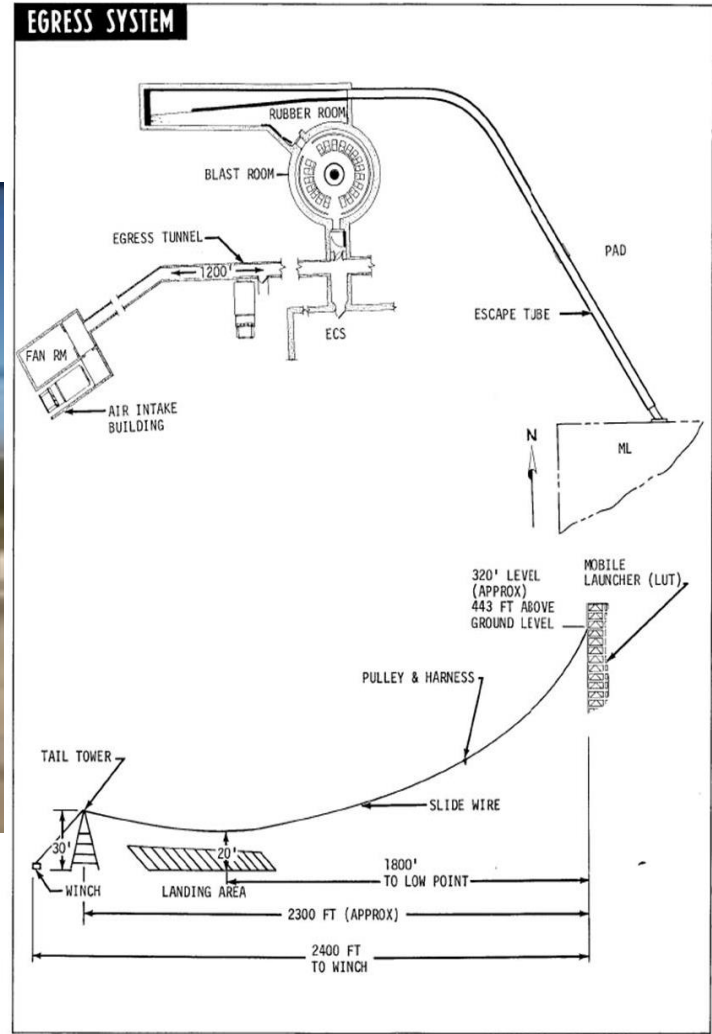 EGRESS SYSTEM
RUBBER ROOM
BLAST ROOM
EGRESS TUNNEL
1200'
PAD
ESCAPE TUBE
ECS
FAN RM
AIR INTAKE
BUILDING
N
ML
320' LEVEL
(APPROX)
443 FT ABOVE
GROUND LEVEL
MOBILE
LAUNCHER (LUT)
PULLEY & HARNESS
TAIL TOWER
SLIDE WIRE
30'
20'
1800'
TO LOW POINT
WINCH
LANDING AREA
2300 FT (APPROX)
2400 FT
TO WINCH